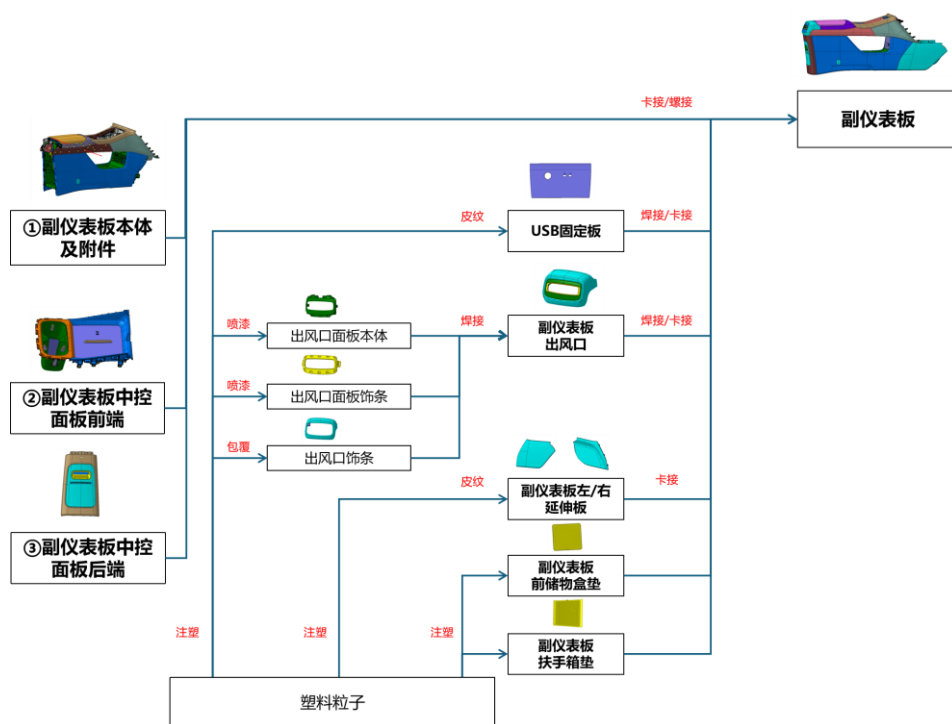 卡接/螺接
副仪表板
①副仪表板本体
及附件
皮纹
USB固定板
焊接/卡接
喷漆
出风口面板本体
焊接
副仪表板
出风口
焊接/卡接
②副仪表板中控
面板前端
喷漆
出风口面板饰条
包覆
出风口饰条
皮纹
副仪表板左/右
延伸板
卡接
③副仪表板中控
面板后端
副仪表板
前储物盒垫
注塑
注塑
注塑
副仪表板
扶手箱垫
塑料粒子